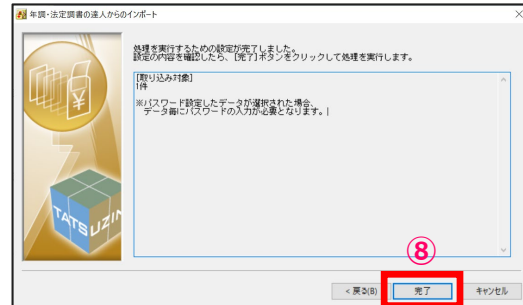 年調・法定調書の達人からのインポート
処理を実行するための設定が完了しました。
設定の内容を確認したら、[完了]ボタンをクリックして処理を実行します。
[取り込み対象]
1件
※パスワード設定したデータが選択された場合、
データ毎にパスワードの入力が必要となります。
TATSUZIN
⑧
< 戻る(B)
完了
キャンセル